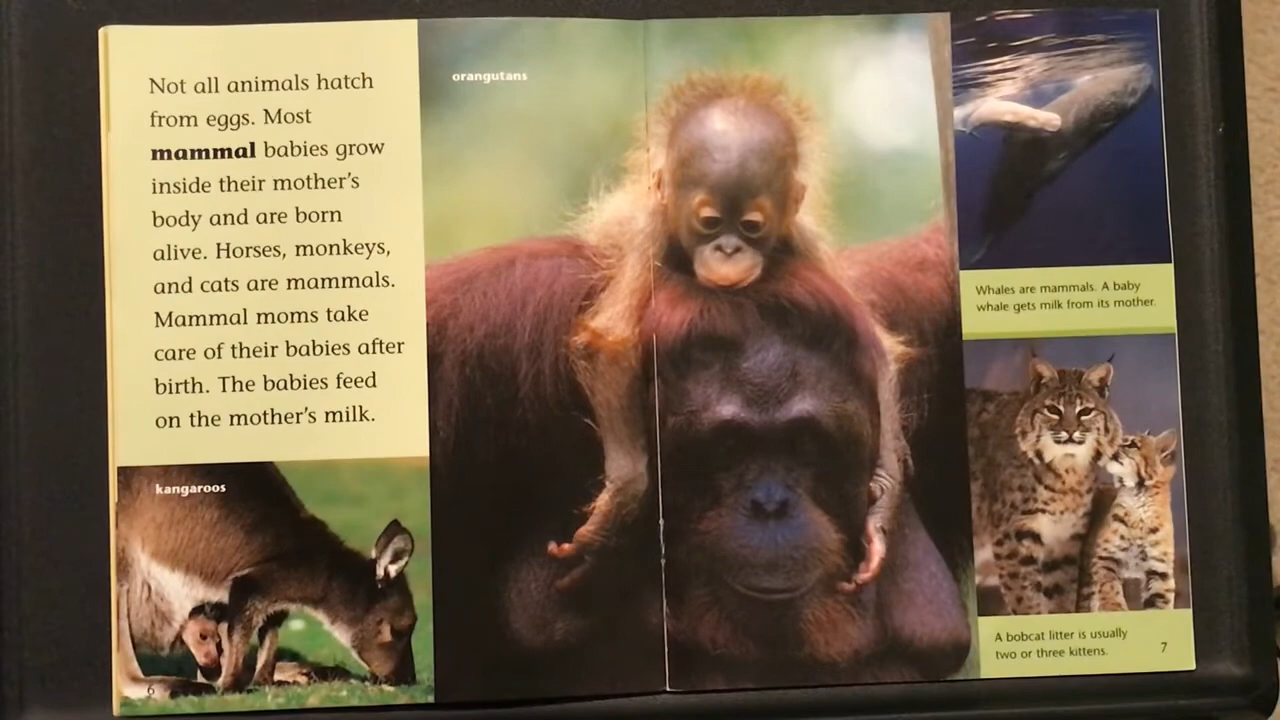 Not all animals hatch
from eggs. Most
mammal babies grow
inside their mother's
body and are born
alive. Horses, monkeys,
and cats are mammals.
Mammal moms take
care of their babies after
birth. The babies feed
on the mother's milk.
kangaroos
6
orangutans
Whales are mammals. A baby
whale gets milk from its mother.
A bobcat litter is usually
two or three kittens.
7